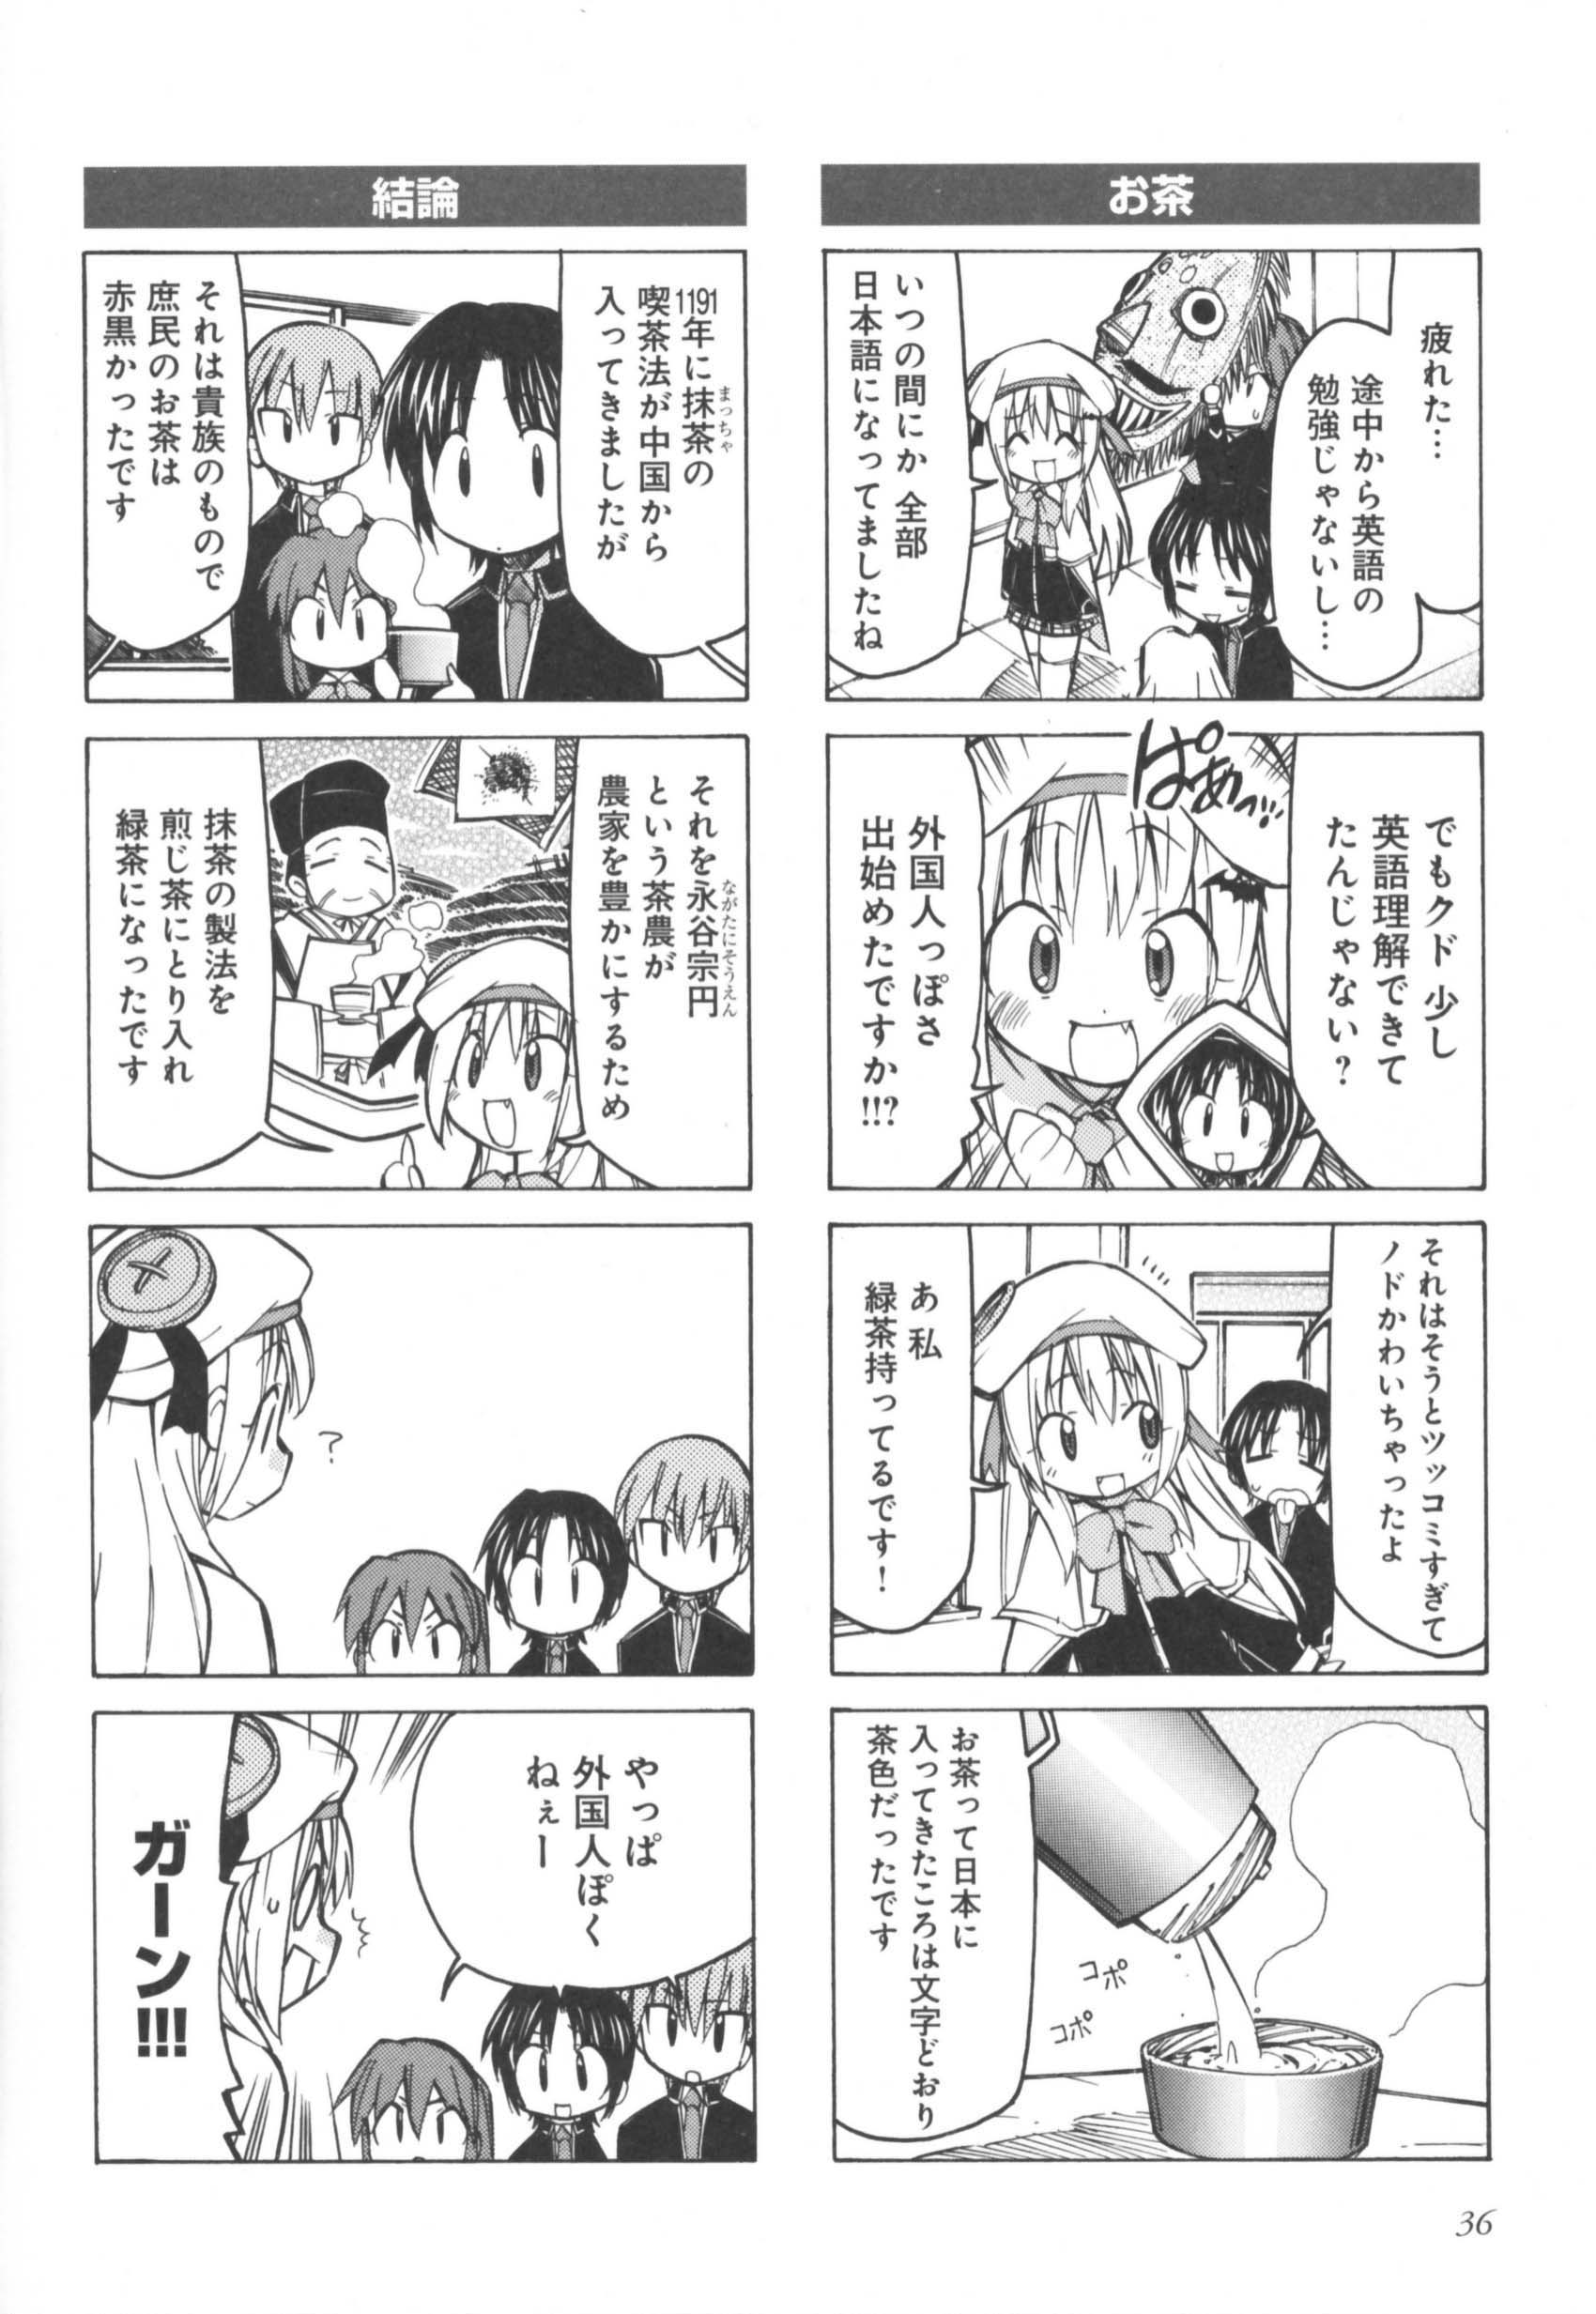 お茶
疲れた…
途中から英語の
勉強じゃないし…
いつの間にか 全部
日本語になってましたね
でもクド 少し
英語理解できて
たんじゃない？
ぱあっ
外国人っぽさ
出始めたですか!!?
それはそうとツッコミすぎて
ノドかわいちゃったよ
あ 私
緑茶持ってるです！
お茶って日本に
入ってきたころは文字どおり
茶色だったです
コポ
コポ
結論
1191年に抹茶の
まっちゃ
喫茶法が中国から
入ってきましたが
それは貴族のもので
庶民のお茶は
赤黒かったです
それを永谷宗円
ながたにそうえん
という茶農が
農家を豊かにするため
抹茶の製法を
煎じ茶にとり入れ
緑茶になったです
？
やっぱ
外国人ぽく
ねぇー
ガーン!!!
36